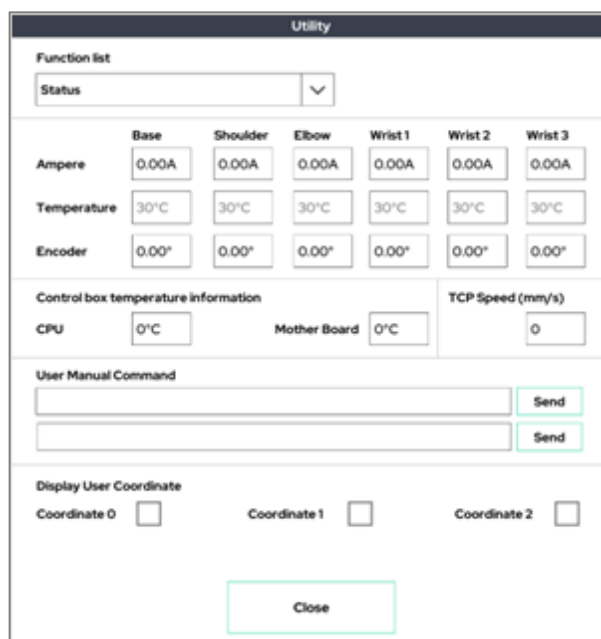 Utility
Function list
Status
Base Shoulder Elbow Wrist 1 Wrist 2 Wrist 3
Ampere 0.00A 0.00A 0.00A 0.00A 0.00A 0.00A
Temperature 30°C 30°C 30°C 30°C 30°C 30°C
Encoder 0.00° 0.00° 0.00° 0.00° 0.00° 0.00°
Control box temperature information TCP Speed (mm/s)
CPU 0°C Mother Board 0°C 0
User Manual Command
Send
Send
Display User Coordinate
Coordinate 0 Coordinate 1 Coordinate 2
Close